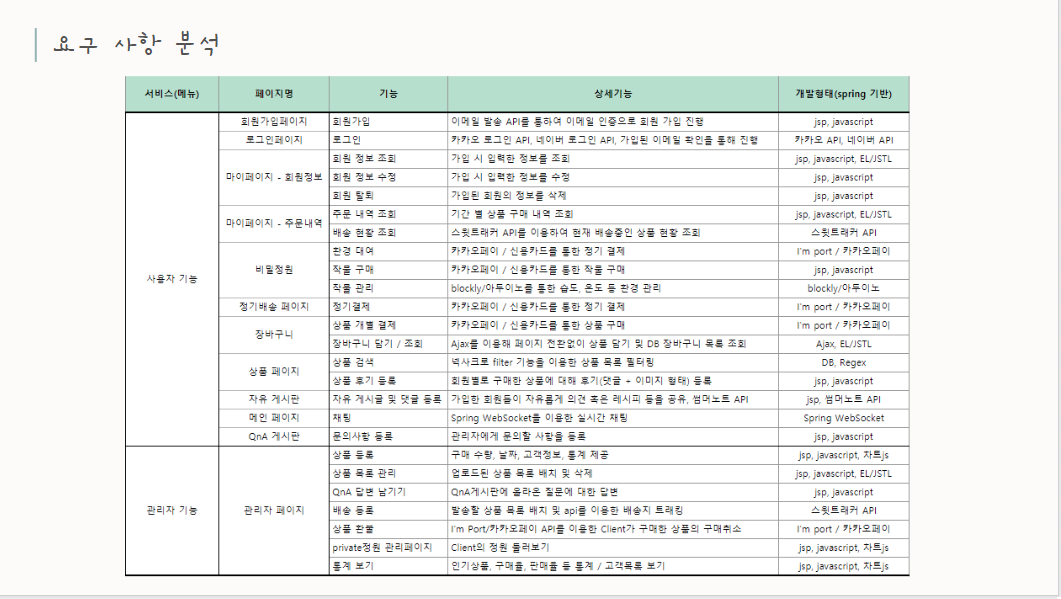 요구 사항 분석
서비스(메뉴) 페이지명 기능 상세기능 개발형태(spring 기반)
사용자 기능
회원가입페이지 회원가입 이메일 발송 API를 통하여 이메일 인증으로 회원 가입 진행 jsp, javascript
로그인페이지 로그인 카카오 로그인 API, 네이버 로그인 API, 가입된 이메일 확인을 통해 진행 카카오 API, 네이버 API
마이페이지 - 회원정보 회원 정보 조회 가입 시 입력한 정보를 조회 jsp, javascript, EL/JSTL
회원 정보 수정 가입 시 입력한 정보를 수정 jsp, javascript
회원 탈퇴 가입된 회원의 정보를 삭제 jsp, javascript
마이페이지 - 주문내역 주문 내역 조회 기간 별 상품 구매 내역 조회 jsp, javascript, EL/JSTL
배송 현황 조회 스윗트래커 API를 이용하여 현재 배송중인 상품 현황 조회 스윗트래커 API
비밀정원 환경 대여 카카오페이 / 신용카드를 통한 정기 결제 I'm port / 카카오페이
작물 구매 카카오페이 / 신용카드를 통한 작물 구매 jsp, javascript
작물 관리 blockly/아두이노를 통한 습도, 온도 등 환경 관리 blockly/아두이노
정기배송 페이지 정기결제 카카오페이 / 신용카드를 통한 정기 결제 I'm port / 카카오페이
장바구니 상품 개별 결제 카카오페이 / 신용카드를 통한 상품 구매 I'm port / 카카오페이
장바구니 담기 / 조회 Ajax를 이용해 페이지 전환없이 상품 담기 및 DB 장바구니 목록 조회 Ajax, EL/JSTL
상품 페이지 상품 검색 넥사크로 filter 기능을 이용한 상품 목록 필터링 DB, Regex
상품 후기 등록 회원별로 구매한 상품에 대해 후기(댓글 + 이미지 형태) 등록 jsp, javascript
자유 게시판 자유 게시글 및 댓글 등록 가입한 회원들이 자유롭게 의견 혹은 레시피 등을 공유, 썸머노트 API jsp, 썸머노트 API
메인 페이지 채팅 Spring WebSocket를 이용한 실시간 채팅 Spring WebSocket
QnA 게시판 문의사항 등록 관리자에게 문의할 사항을 등록 jsp, javascript
관리자 기능 관리자 페이지
상품 등록 구매 수량, 날짜, 고객정보, 통계 제공 jsp, javascript, 차트js
상품 목록 관리 업로드된 상품 목록 배치 및 삭제 jsp, javascript, EL/JSTL
QnA 답변 남기기 QnA게시판에 올라온 질문에 대한 답변 jsp, javascript
배송 등록 발송할 상품 목록 배치 및 api를 이용한 배송지 트래킹 스윗트래커 API
상품 환불 I'm Port/카카오페이 API를 이용한 Client가 구매한 상품의 구매취소 I'm port / 카카오페이
private정원 관리페이지 Client의 정원 둘러보기 jsp, javascript, 차트js
통계 보기 인기상품, 구매율, 판매율 등 통계 / 고객목록 보기 jsp, javascript, 차트js